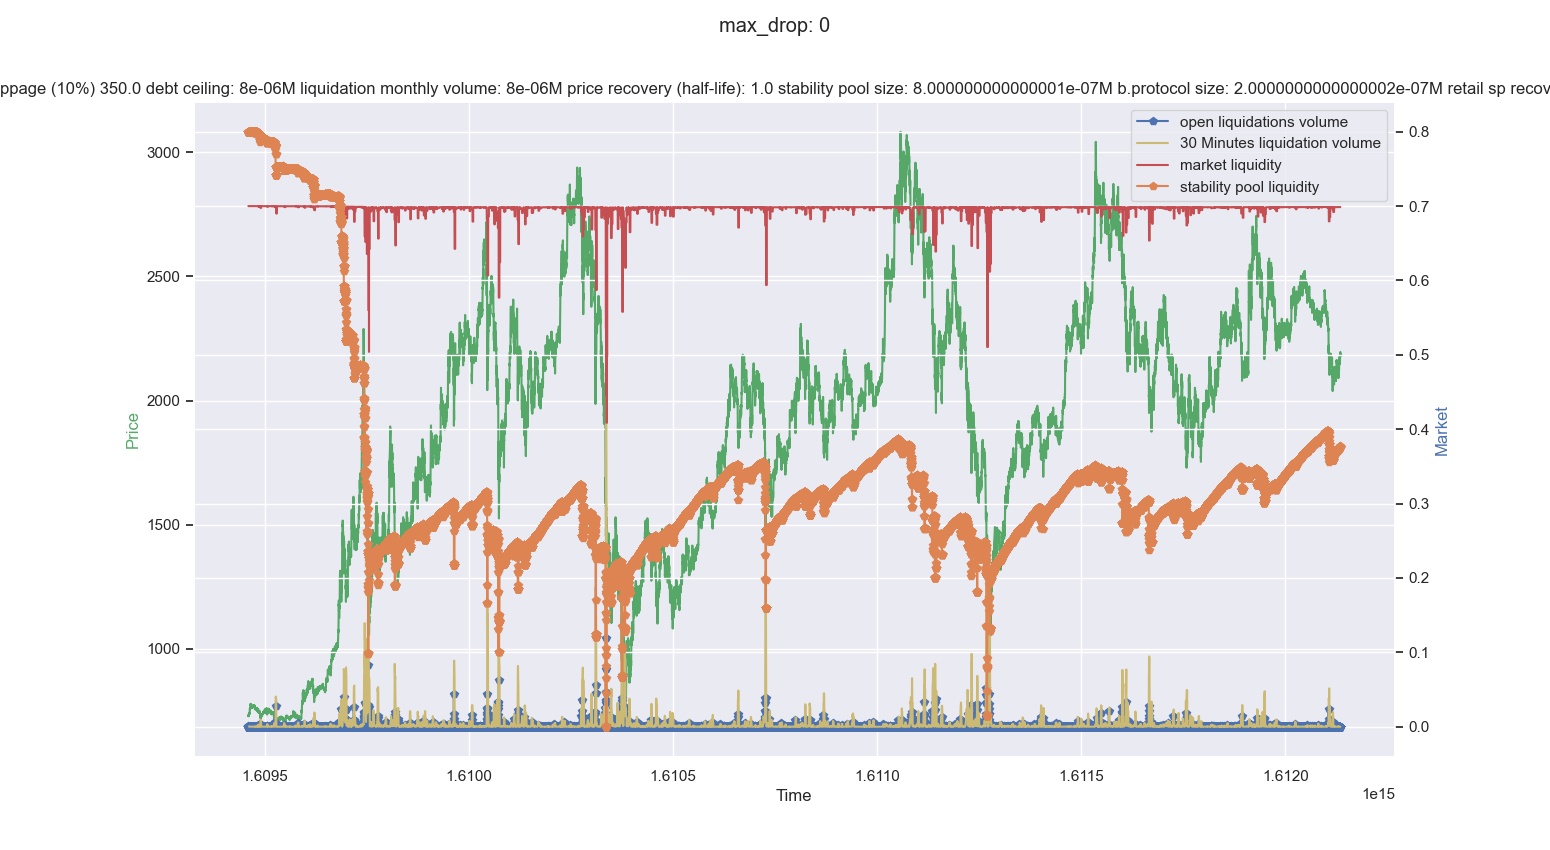 max_drop: 0
ppage (10%) 350.0 debt ceiling: 8e-06M liquidation monthly volume: 8e-06M price recovery (half-life): 1.0 stability pool size: 8.000000000000001e-07M b.protocol size: 2.0000000000000002e-07M retail sp recov
open liquidations volume
30 Minutes liquidation volume
market liquidity
stability pool liquidity
3000
2500
2000
1500
1000
Price
0.8
0.7
0.6
0.5
0.4
0.3
0.2
0.1
0.0
Market
1.6095 1.6100 1.6105 1.6110 1.6115 1.6120
Time
1e15